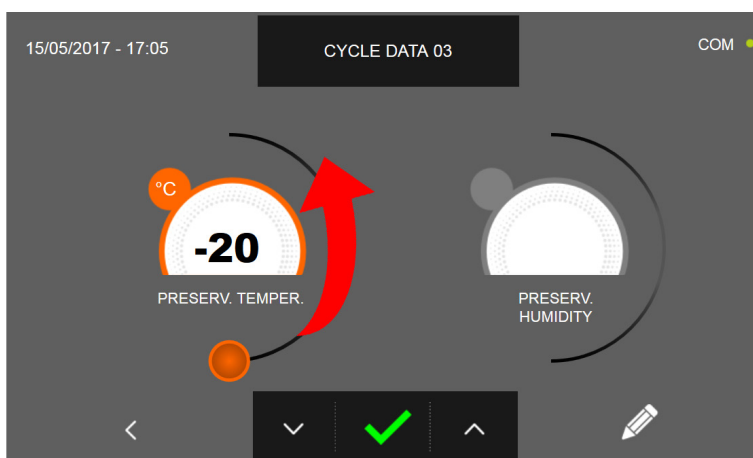 15/05/2017 - 17:05
CYCLE DATA 03
COM
°C
-20
PRESERV. TEMPER.
PRESERV.
HUMIDITY